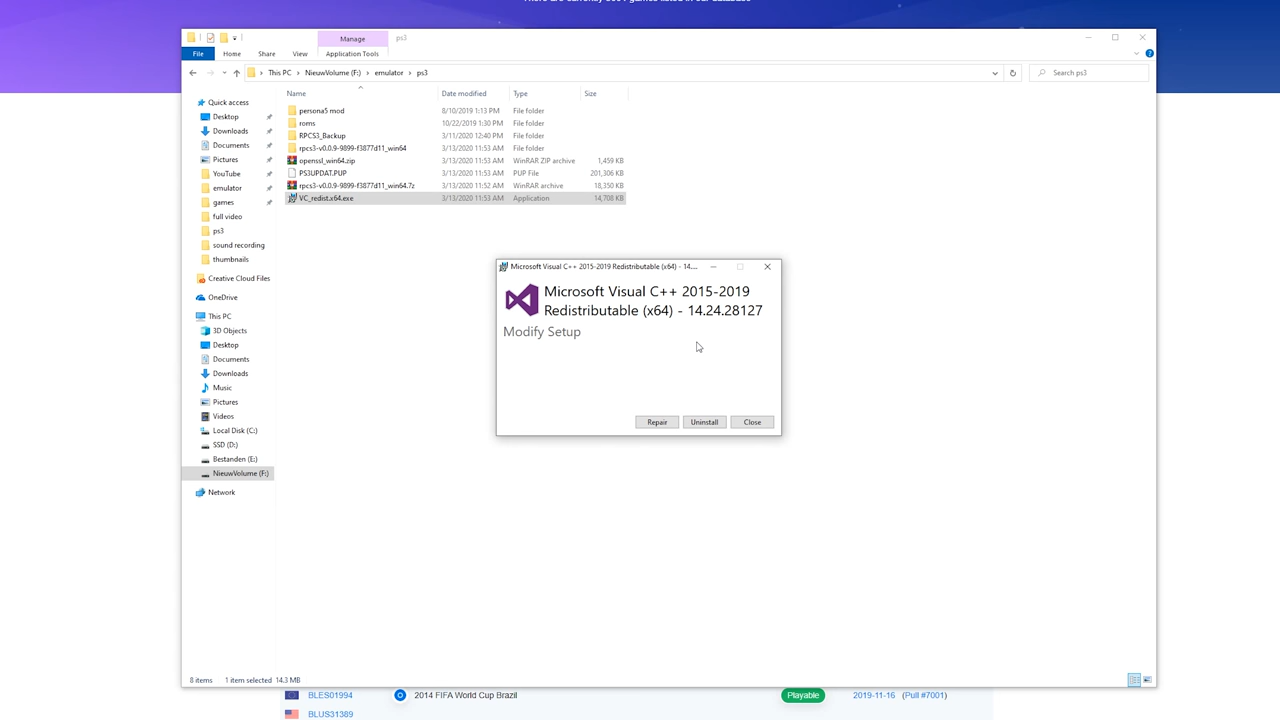 Manage
ps3
File
Home
Share
View
Application Tools
This PC
NieuwVolume (F:)
emulator
ps3
Search ps3
Name
Date modified
Type
Size
persona5 mod
8/10/2019 1:13 PM
File folder
roms
10/22/2019 1:30 PM
File folder
RPCS3_Backup
3/11/2020 12:40 PM
File folder
rpcs3-v0.0.9-9899-f3877d11_win64
3/13/2020 11:53 AM
File folder
openssl_win64.zip
3/13/2020 11:53 AM
WinRAR ZIP archive
1,459 KB
PS3UPDAT.PUP
3/13/2020 11:53 AM
PUP File
201,306 KB
rpcs3-v0.0.9-9899-f3877d11_win64.7z
3/13/2020 11:52 AM
WinRAR archive
18,350 KB
VC_redist.x64.exe
3/13/2020 11:53 AM
Application
14,708 KB
Quick access
Desktop
Downloads
Documents
Pictures
YouTube
emulator
games
full video
ps3
sound recording
thumbnails
Creative Cloud Files
OneDrive
This PC
3D Objects
Desktop
Documents
Downloads
Music
Pictures
Videos
Local Disk (C:)
SSD (D:)
Bestanden (E:)
NieuwVolume (F:)
Network
Microsoft Visual C++ 2015-2019 Redistributable (x64) - 14....
Microsoft Visual C++ 2015-2019
Redistributable (x64) - 14.24.28127
Modify Setup
Repair
Uninstall
Close
8 items
1 item selected 14.3 MB
BLES01994
2014 FIFA World Cup Brazil
Playable
2019-11-16 (Pull #7001)
BLUS31389